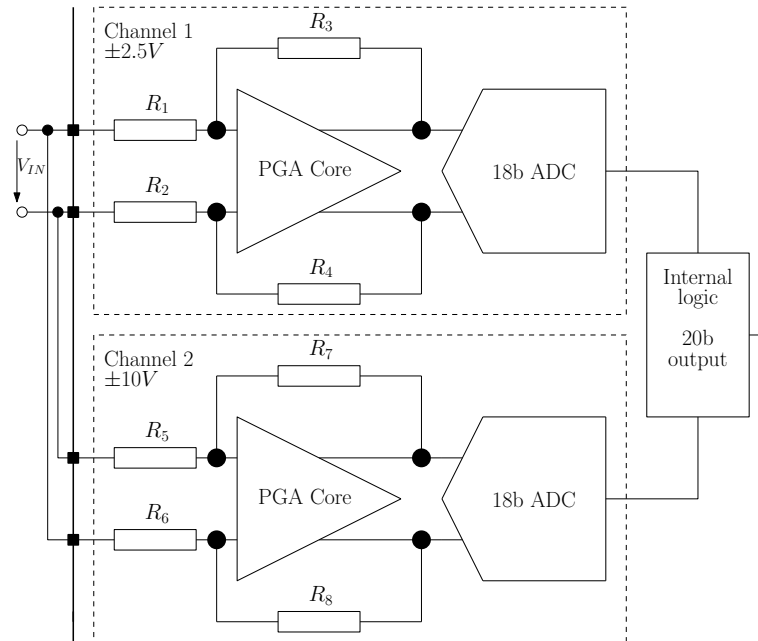 Channel 1
±2.5V
R3
R1
PGA Core
18b ADC
VIN
R2
R4
Internal
logic
20b
output
Channel 2
±10V
R7
R5
PGA Core
18b ADC
R6
R8